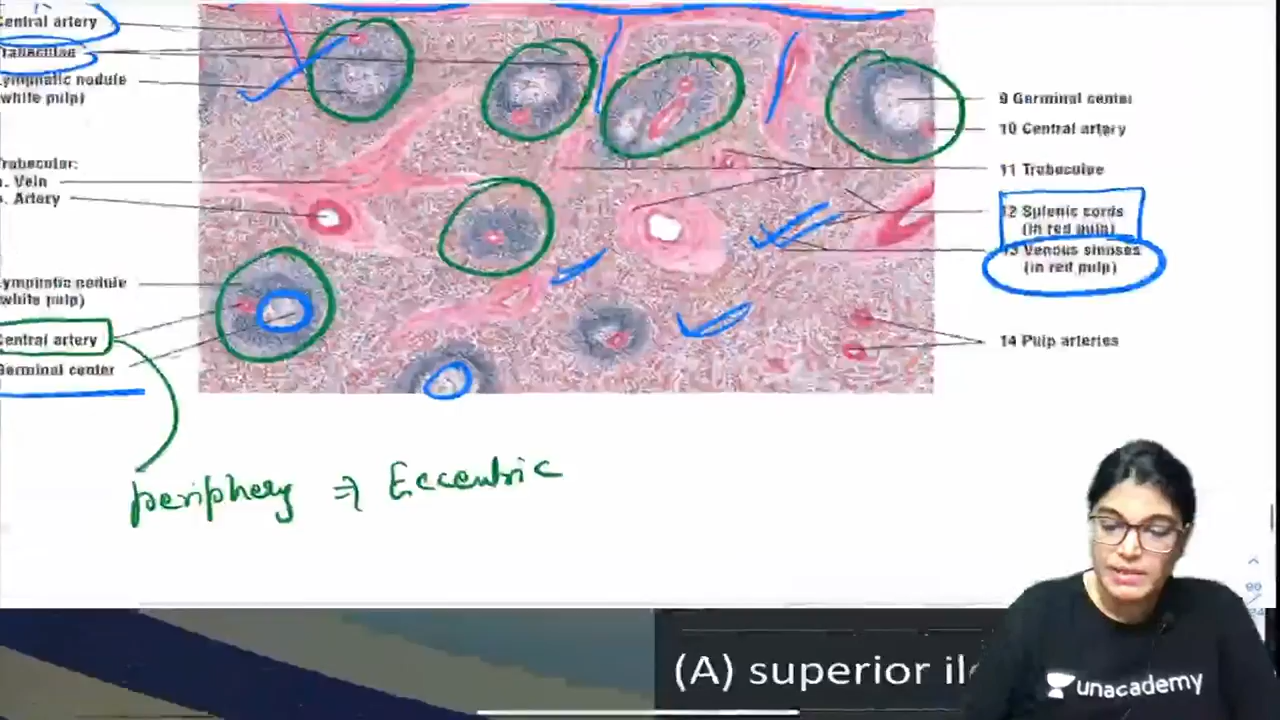 Central artery
Trabeculae
Lymphatic nodule
(white pulp)
Trabecular:
a. Vein
b. Artery
Lymphatic nodule
(white pulp)
Central artery
Germinal center
9 Germinal center
10 Central artery
11 Trabeculae
12 Splenic cords
(in red pulp)
13 Venous sinuses
(in red pulp)
14 Pulp arteries
periphery ⇒ Eccentric
(A) superior
unacademy